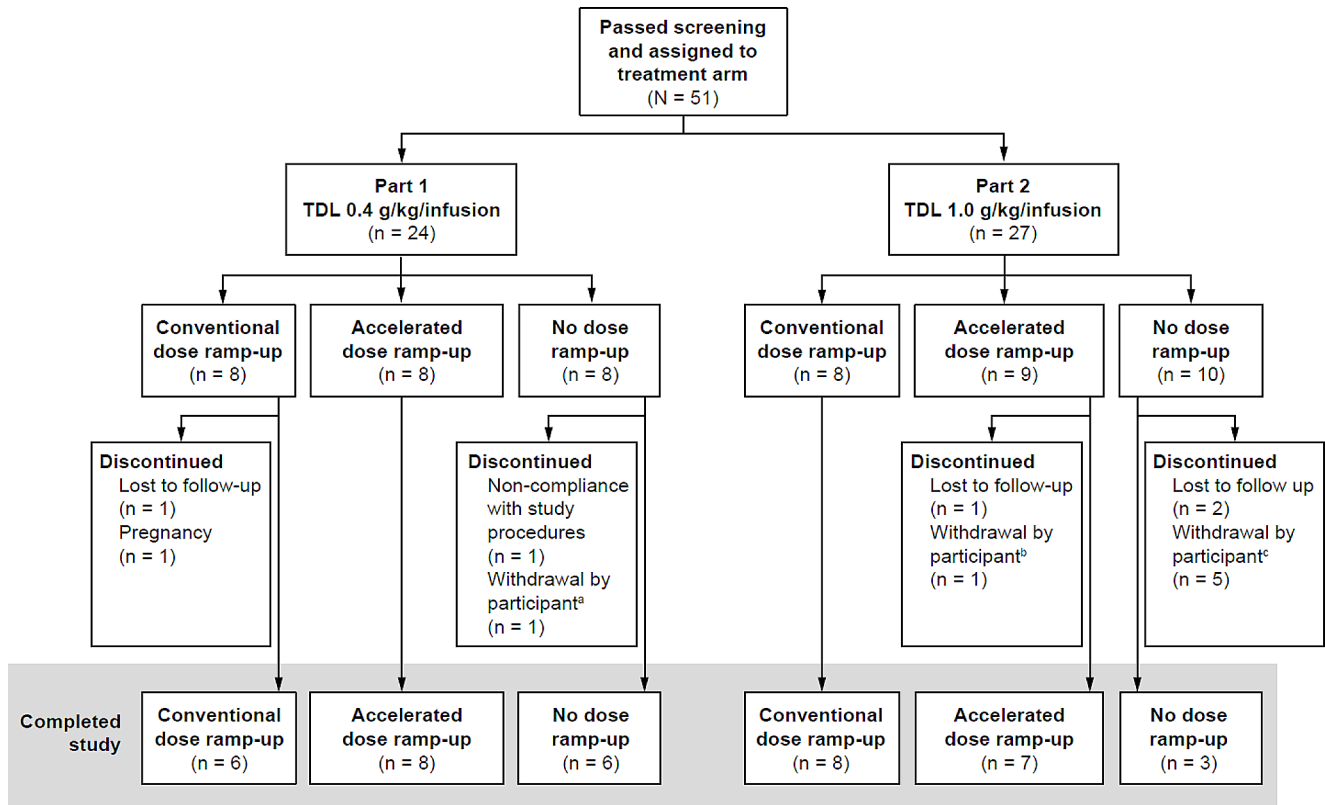 Passed screening
and assigned to
treatment arm
(N = 51)
Part 1
TDL 0.4 g/kg/infusion
(n = 24)
Part 2
TDL 1.0 g/kg/infusion
(n = 27)
Conventional
dose ramp-up
(n = 8)
Accelerated
dose ramp-up
(n = 8)
No dose
ramp-up
(n = 8)
Conventional
dose ramp-up
(n = 8)
Accelerated
dose ramp-up
(n = 9)
No dose
ramp-up
(n = 10)
Discontinued
Lost to follow-up
(n = 1)
Pregnancy
(n = 1)
Discontinued
Non-compliance
with study
procedures
(n = 1)
Withdrawal by
participantᵃ
(n = 1)
Discontinued
Lost to follow-up
(n = 1)
Withdrawal by
participantᵇ
(n = 1)
Discontinued
Lost to follow up
(n = 2)
Withdrawal by
participantᶜ
(n = 5)
Completed
study
Conventional
dose ramp-up
(n = 6)
Accelerated
dose ramp-up
(n = 8)
No dose
ramp-up
(n = 6)
Conventional
dose ramp-up
(n = 8)
Accelerated
dose ramp-up
(n = 7)
No dose
ramp-up
(n = 3)